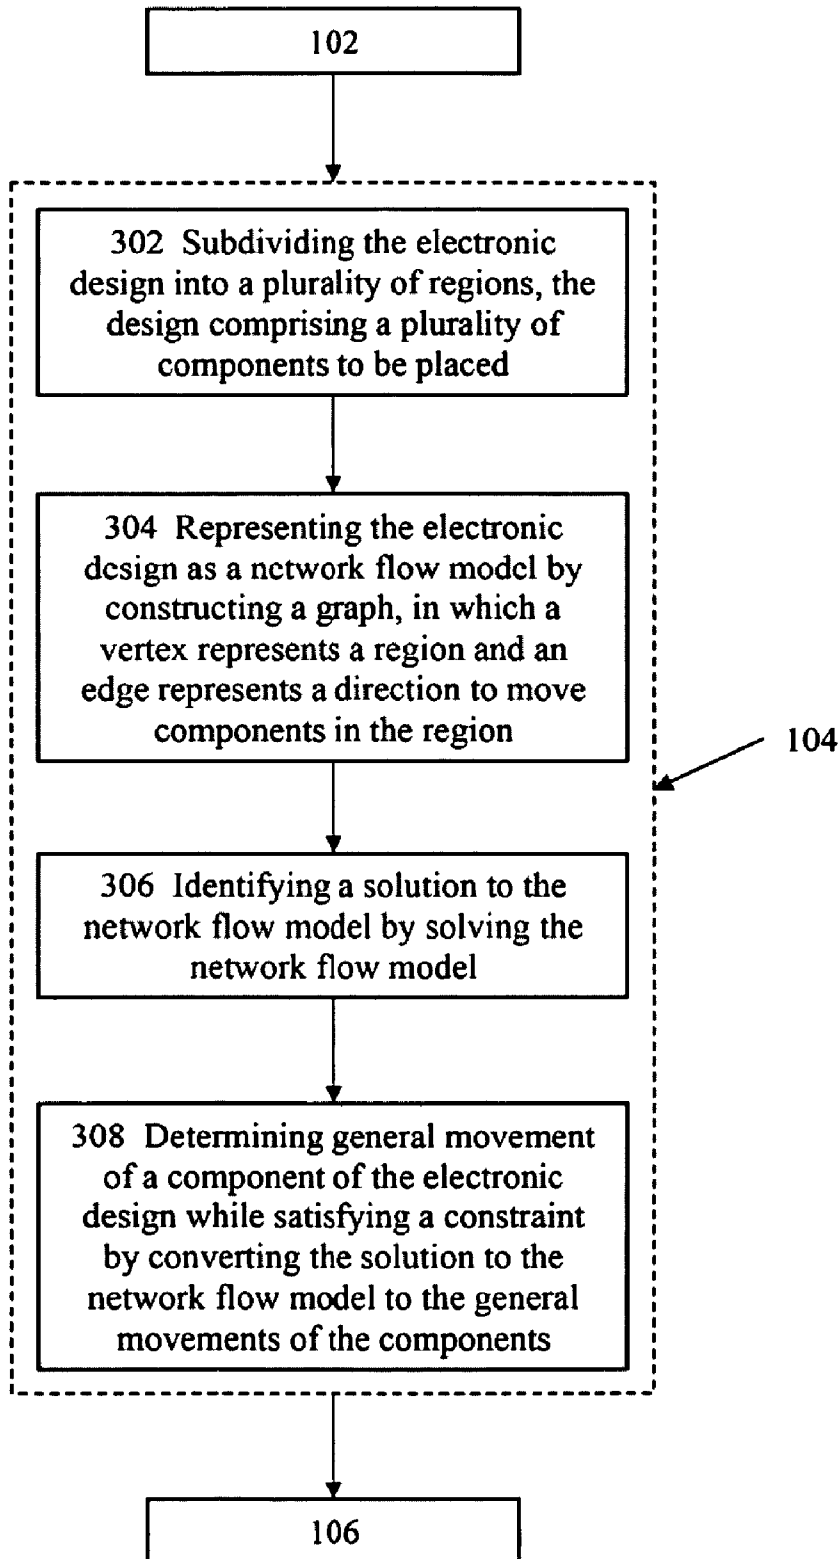 102
302 Subdividing the electronic
design into a plurality of regions, the
design comprising a plurality of
components to be placed
304 Representing the electronic
design as a network flow model by
constructing a graph, in which a
vertex represents a region and an
edge represents a direction to move
components in the region
104
306 Identifying a solution to the
network flow model by solving the
network flow model
308 Determining general movement
of a component of the electronic
design while satisfying a constraint
by converting the solution to the
network flow model to the general
movements of the components
106